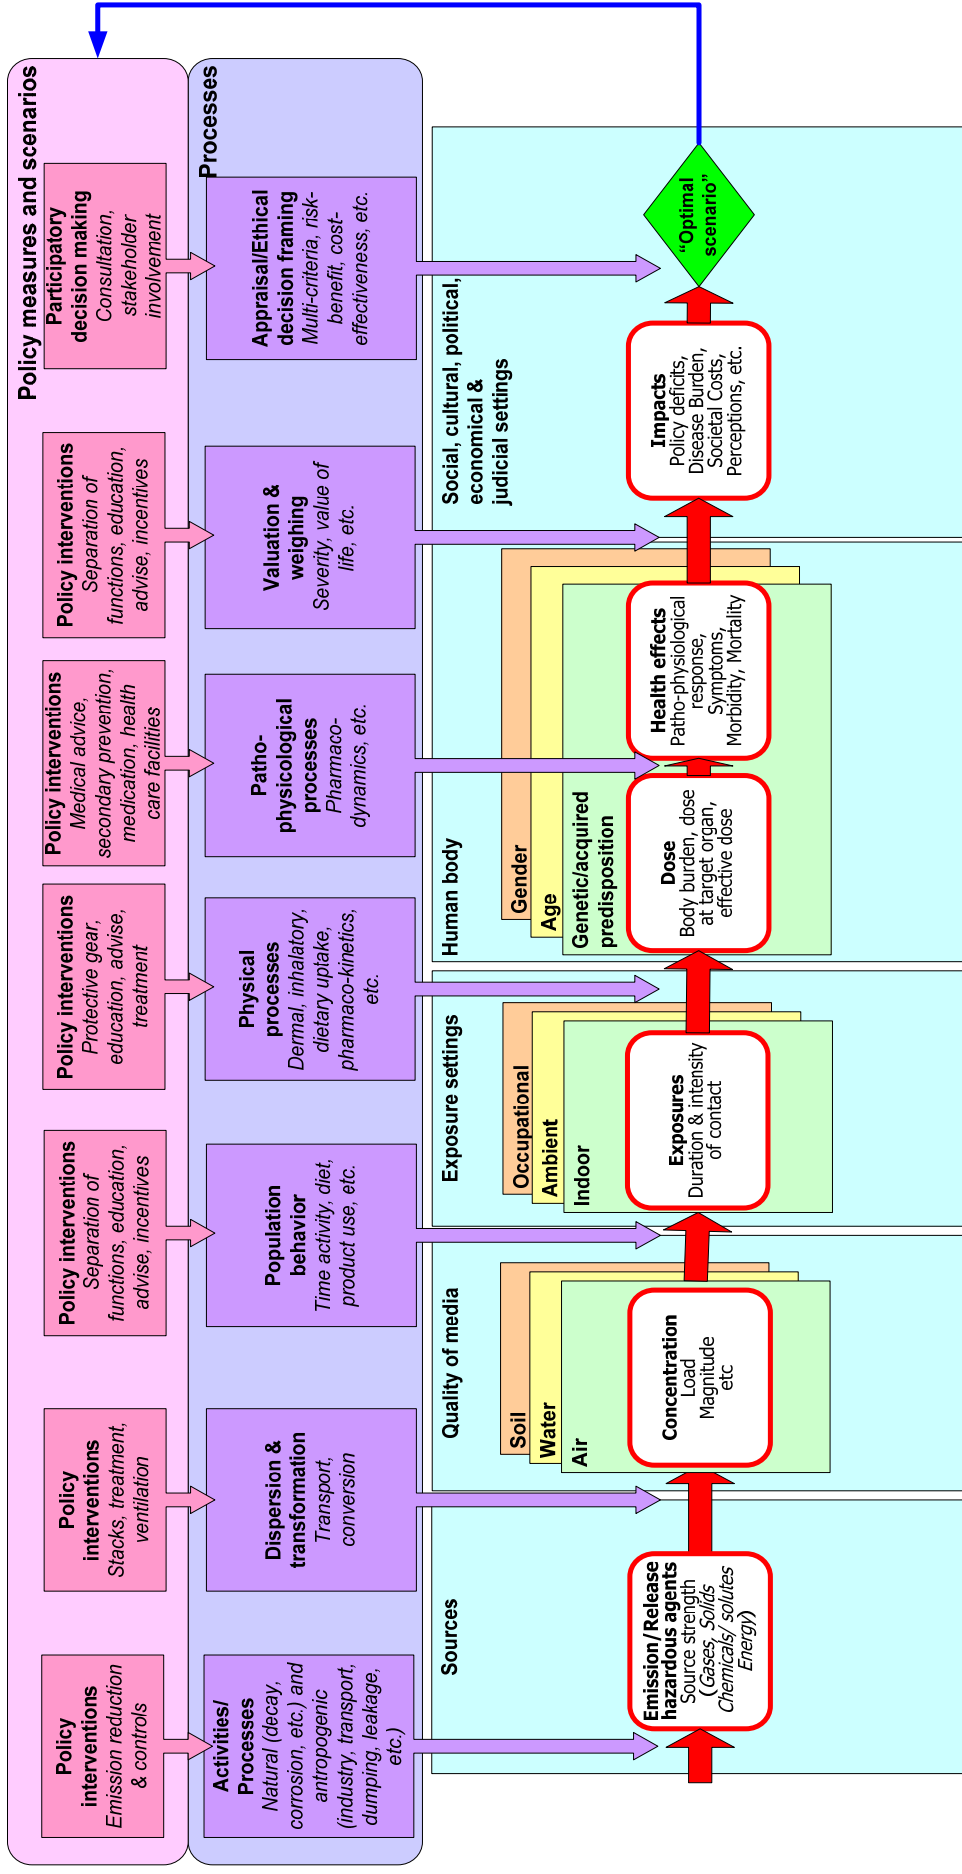 Policy measures and scenarios
Policy
interventions
Emission reduction
& controls
Policy
interventions
Stacks, treatment,
ventilation
Policy interventions
Separation of
functions, education,
advise, incentives
Policy interventions
Protective gear,
education, advise,
treatment
Policy interventions
Medical advice,
secondary prevention,
medication, health
care facilities
Policy interventions
Separation of
functions, education,
advise, incentives
Participatory
decision making
Consultation,
stakeholder
involvement
Processes
Activities/
Processes
Natural (decay,
corrosion, etc.) and
antropogenic
(industry, transport,
dumping, leakage,
etc.)
Dispersion &
transformation
Transport,
conversion
Population
behavior
Time activity, diet,
product use, etc.
Physical
processes
Dermal, inhalatory,
dietary uptake,
pharmaco-kinetics,
etc.
Patho-
physicological
processes
Pharmaco-
dynamics, etc.
Valuation &
weighing
Severity, value of
life, etc.
Appraisal/Ethical
decision framing
Multi-criteria, risk-
benefit, cost-
effectiveness, etc.
Sources
Emission/Release
hazardous agents
Source strength
(Gases, Solids
Chemicals/ solutes
Energy)
Quality of media
Soil
Water
Air
Concentration
Load
Magnitude
etc
Exposure settings
Occupational
Ambient
Indoor
Exposures
Duration & intensity
of contact
Human body
Gender
Age
Genetic/acquired
predisposition
Dose
Body burden, dose
at target organ,
effective dose
Health effects
Patho-physiological
response,
Symptoms,
Morbidity, Mortality
Social, cultural, political,
economical &
judicial settings
Impacts
Policy deficits,
Disease Burden,
Societal Costs,
Perceptions, etc.
“Optimal
scenario”